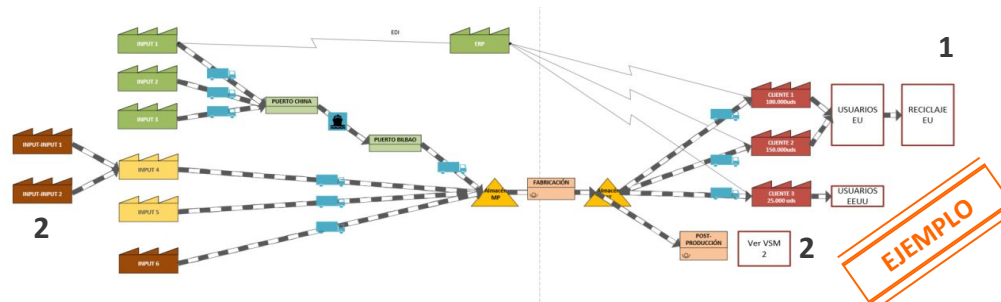 EDI
1
INPUT 1
ERP
INPUT 2
PUERTO CHINA
CLIENTE 1
100.000uds
INPUT 3
USUARIOS
EU
RECICLAJE
EU
PUERTO BILBAO
CLIENTE 2
150.000uds
INPUT-INPUT 1
INPUT 4
FABRICACIÓN
Almacén
MP
Almacén
CLIENTE 3
25.000 uds
USUARIOS
EEUU
INPUT-INPUT 2
INPUT 5
2
POST-
PRODUCCIÓN
Ver VSM
2
2
INPUT 6
EJEMPLO